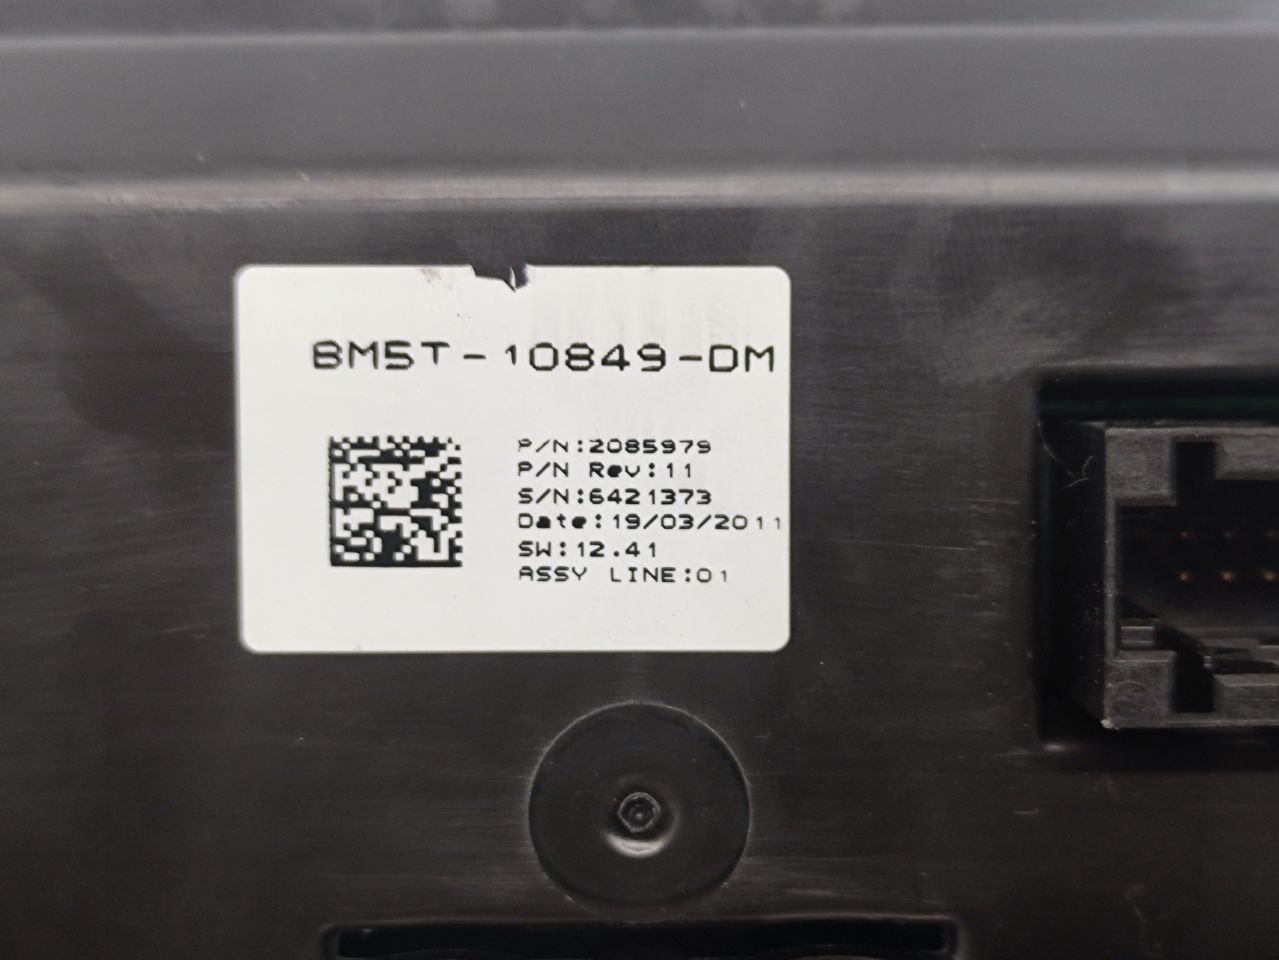 BM5T-10849-DM
P/N:2085979
P/N Rev:11
S/N:6421373
Date:19/03/2011
SW:12.41
ASSY LINE:01